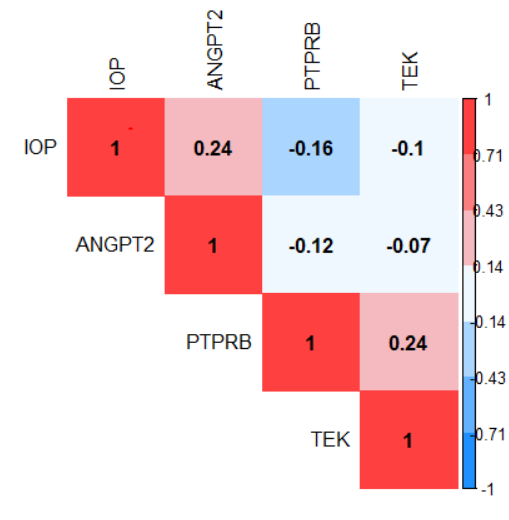 IOP ANGPT2 PTPRB TEK
IOP 1 0.24 -0.16 -0.1
ANGPT2 1 -0.12 -0.07
PTPRB 1 0.24
TEK 1
1
0.71
0.43
0.14
-0.14
-0.43
-0.71
-1